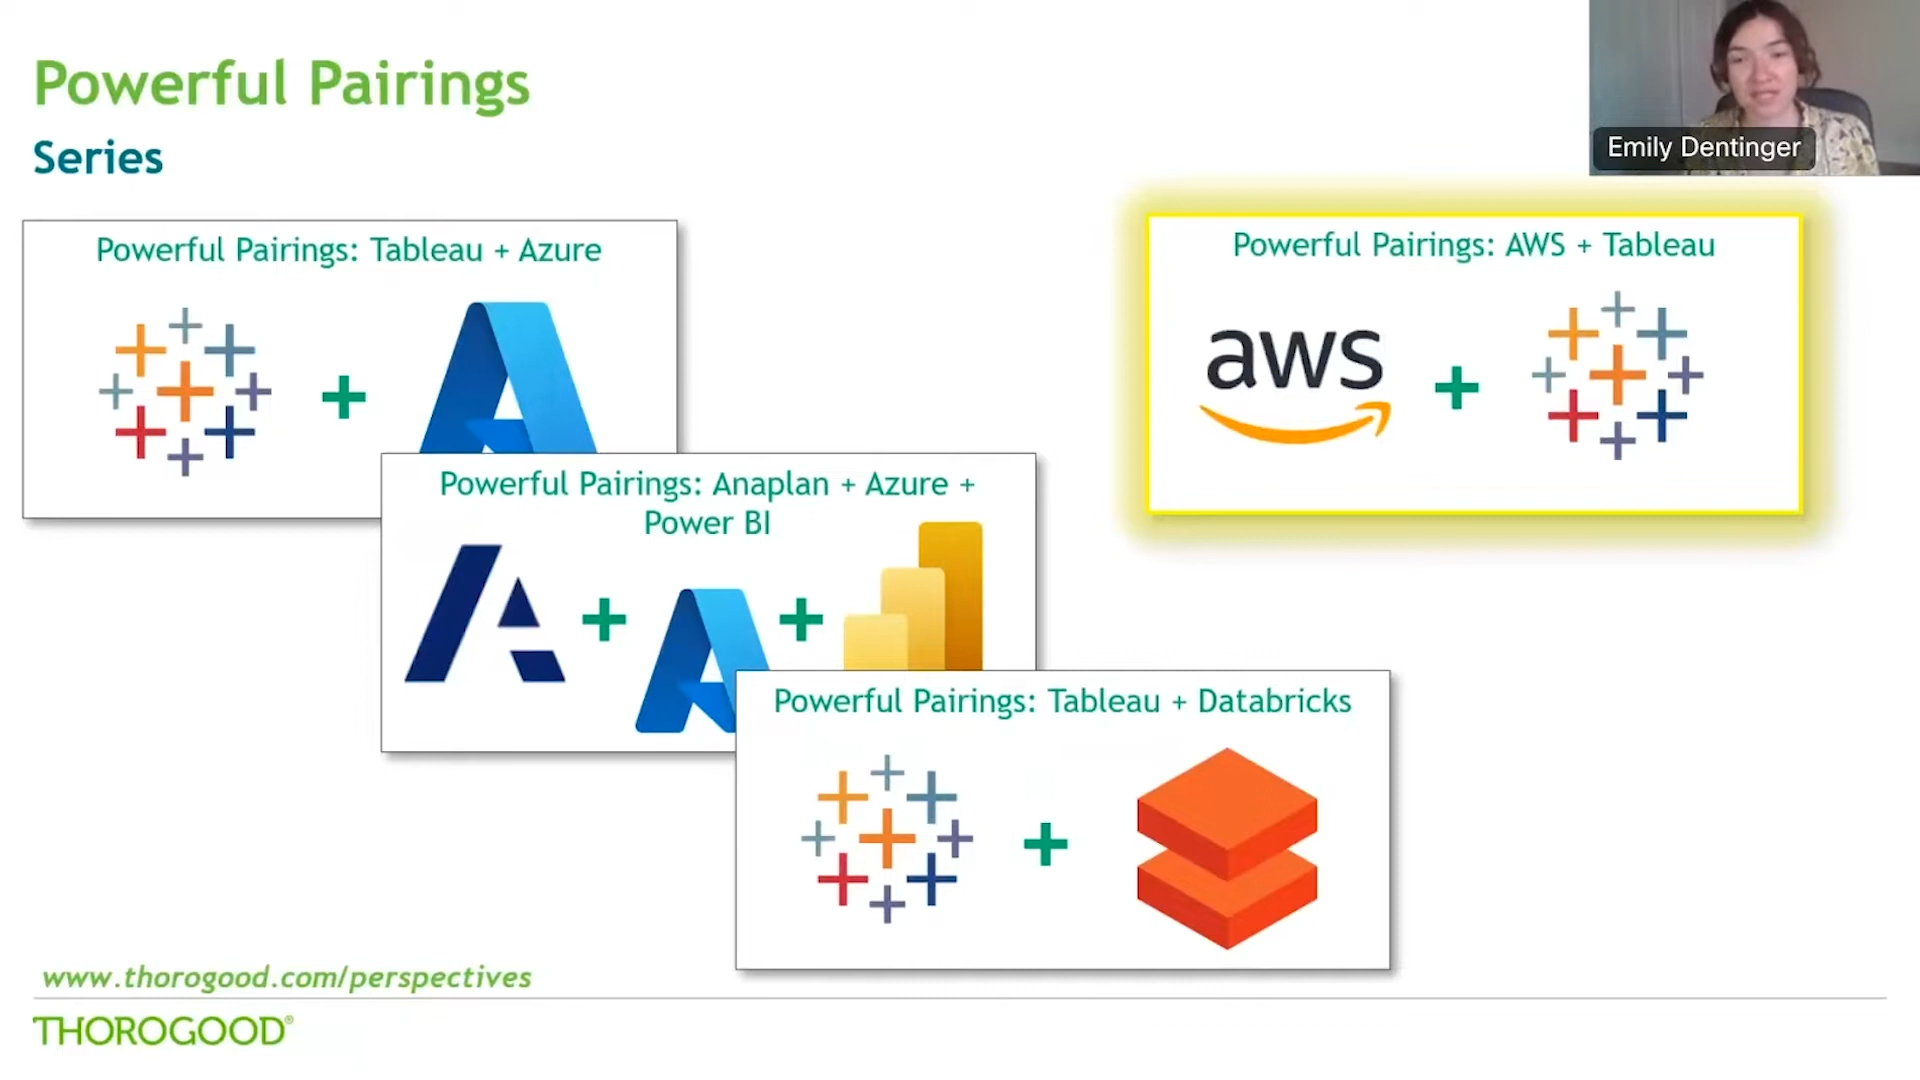 Powerful Pairings
Series
Emily Dentinger
Powerful Pairings: Tableau + Azure
Powerful Pairings: AWS + Tableau
aws
Powerful Pairings: Anaplan + Azure +
Power BI
Powerful Pairings: Tableau + Databricks
www.thorogood.com/perspectives
THOROGOOD®